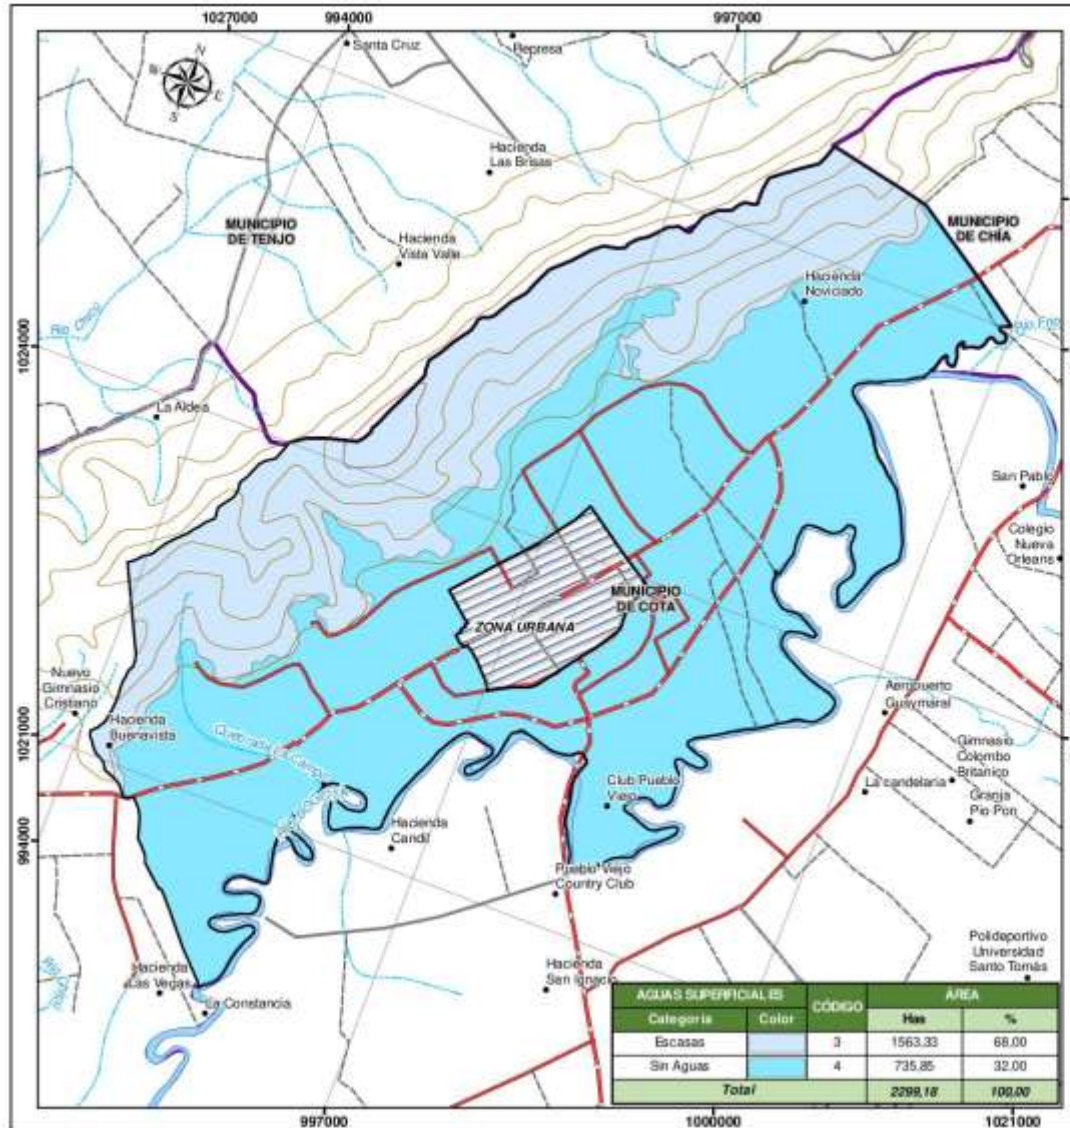 1027000
994000
997000
Santa Cruz
Represa
N
E
S
Hacienda
Las Brisas
MUNICIPIO
DE TENJO
Hacienda
Vista Valle
MUNICIPIO
DE CHÍA
Hacienda
Noviciado
Río Chicú
1024000
La Aldea
San Pablo
Colegio
Nueva
Orleans
MUNICIPIO
DE COTA
ZONA URBANA
Nuevo
Gimnasio
Cristiano
Hacienda
Buenavista
Aeropuerto
Guaymaral
1021000
Gimnasio
Colombo
Britanico
Club Pueblo
Viejo
La candelaria
Granja
Pio Pon
Hacienda
Candil
994000
Pueblo Viejo
Country Club
Polideportivo
Universidad
Santo Tomás
Hacienda
Las Vegas
Hacienda
San Ignacio
La Constancia
AGUAS SUPERFICIALES CÓDIGO ÁREA
Categoría Color Has %
Escasas 3 1563.33 68.00
Sin Aguas 4 735.85 32.00
Total 2299,18 100,00
997000
1000000
1021000